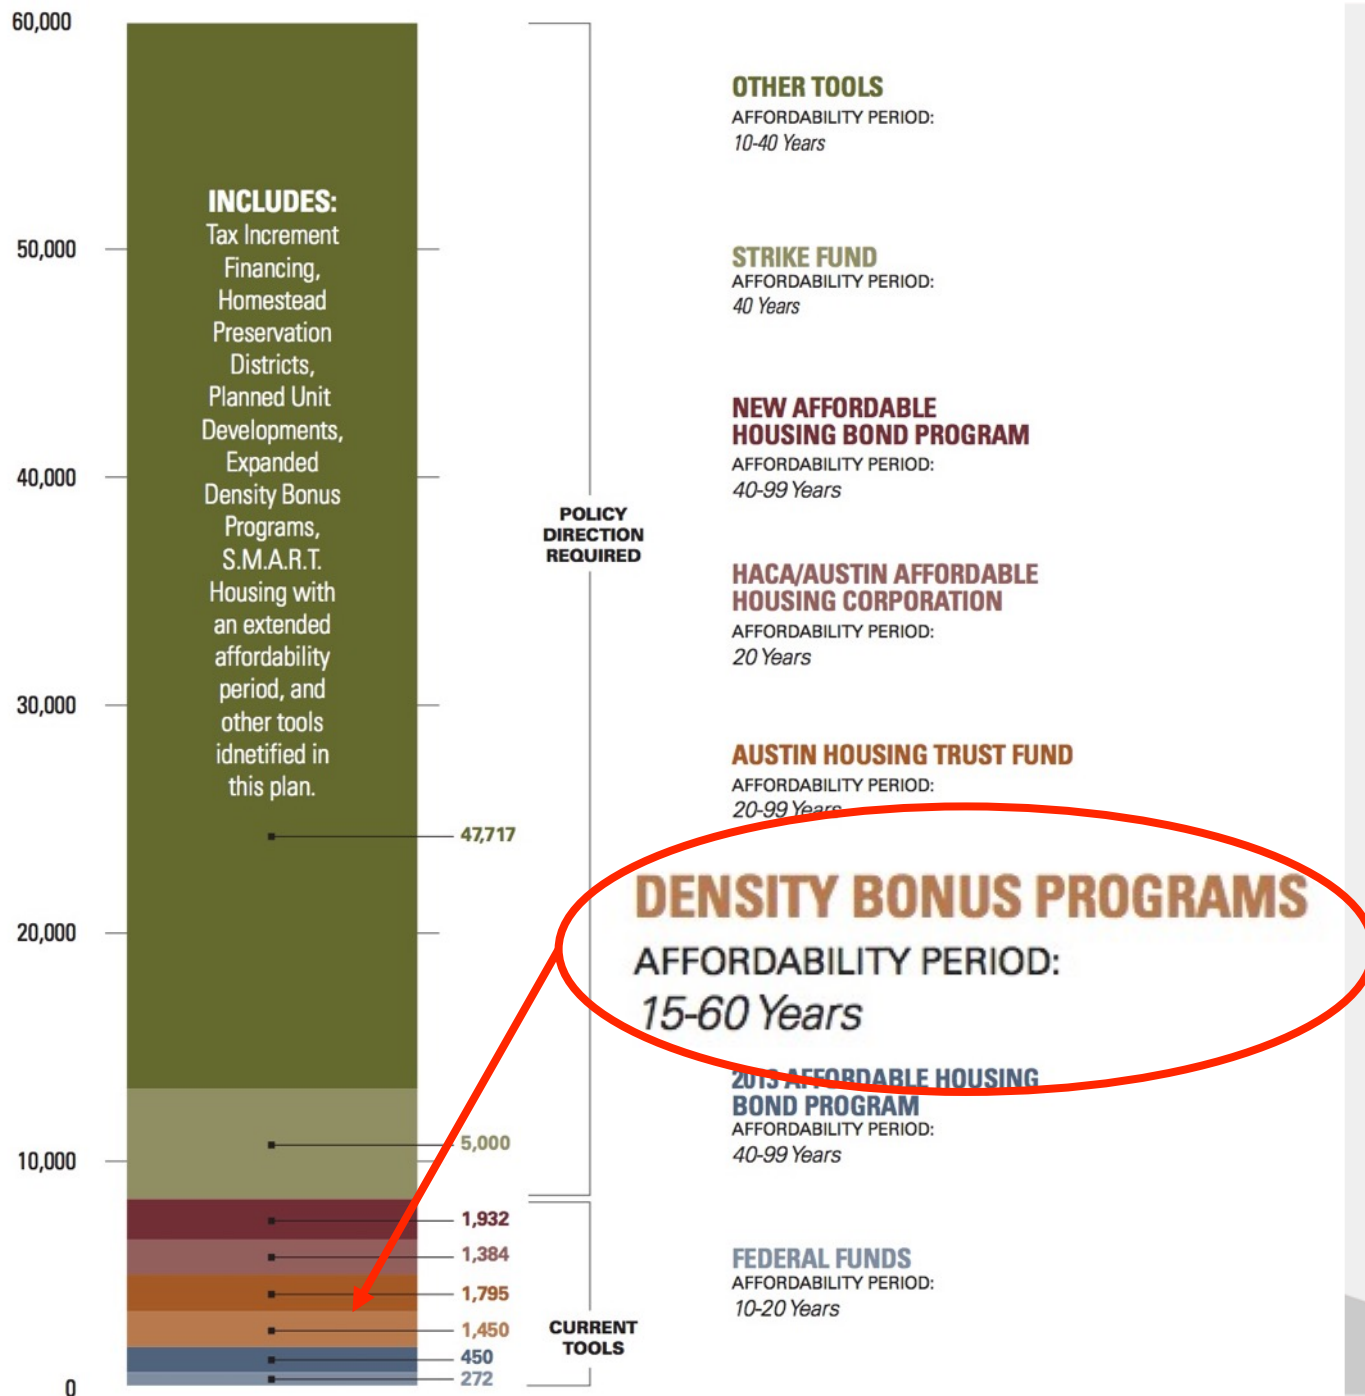 60,000
50,000
40,000
30,000
20,000
10,000
0
INCLUDES:
Tax Increment
Financing,
Homestead
Preservation
Districts,
Planned Unit
Developments,
Expanded
Density Bonus
Programs,
S.M.A.R.T.
Housing with
an extended
affordability
period, and
other tools
idnetified in
this plan.
47,717
5,000
1,932
1,384
1,795
1,450
450
272
POLICY
DIRECTION
REQUIRED
CURRENT
TOOLS
OTHER TOOLS
AFFORDABILITY PERIOD:
10-40 Years
STRIKE FUND
AFFORDABILITY PERIOD:
40 Years
NEW AFFORDABLE
HOUSING BOND PROGRAM
AFFORDABILITY PERIOD:
40-99 Years
HACA/AUSTIN AFFORDABLE
HOUSING CORPORATION
AFFORDABILITY PERIOD:
20 Years
AUSTIN HOUSING TRUST FUND
AFFORDABILITY PERIOD:
20-99 Years
DENSITY BONUS PROGRAMS
AFFORDABILITY PERIOD:
15-60 Years
2013 AFFORDABLE HOUSING
BOND PROGRAM
AFFORDABILITY PERIOD:
40-99 Years
FEDERAL FUNDS
AFFORDABILITY PERIOD:
10-20 Years